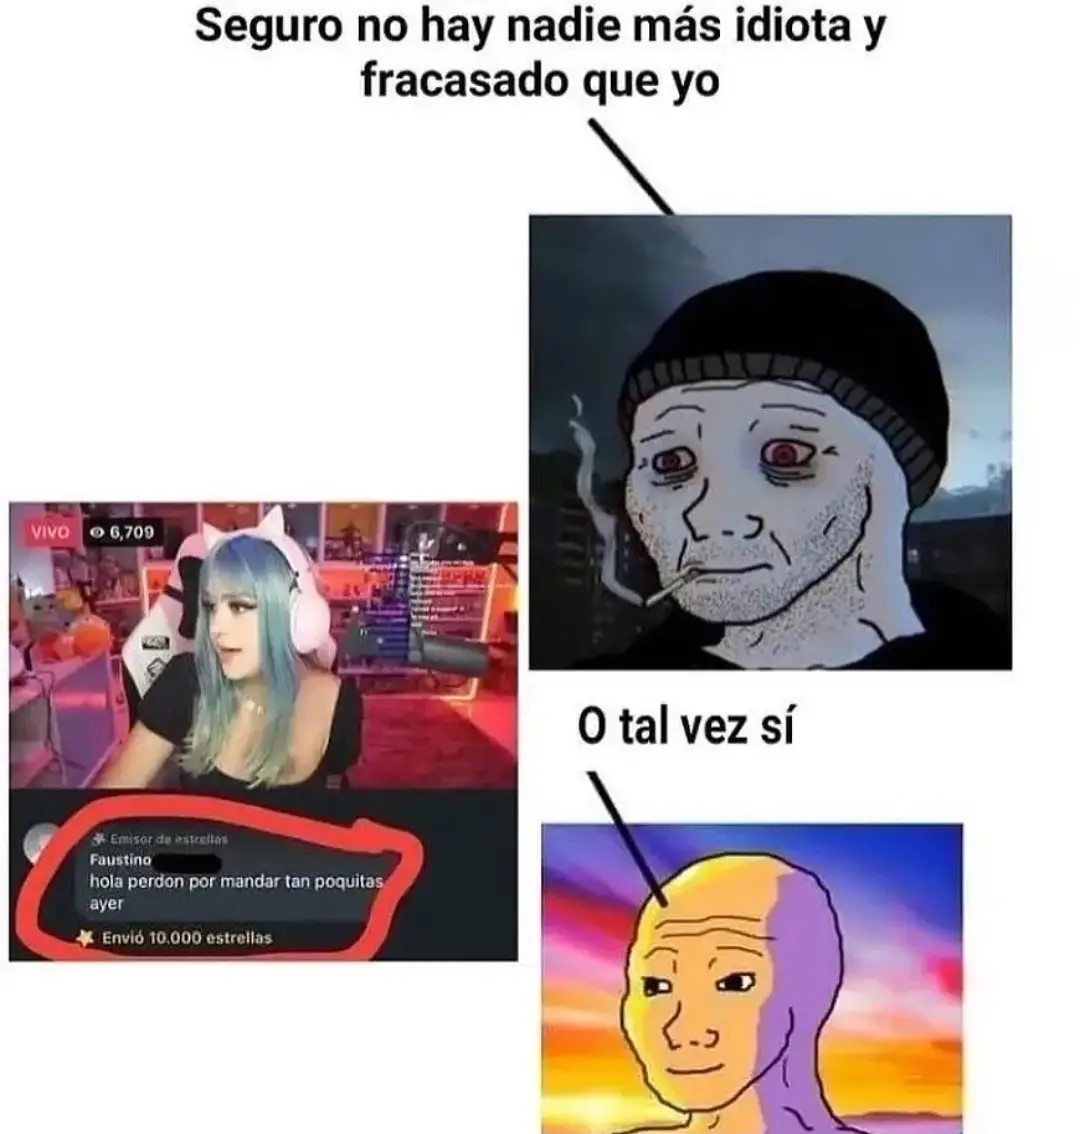 Seguro no hay nadie más idiota y
fracasado que yo
VIVO 6,709
Emisor de estrellas
Faustino
hola perdon por mandar tan poquitas
ayer
Envió 10.000 estrellas
O tal vez sí